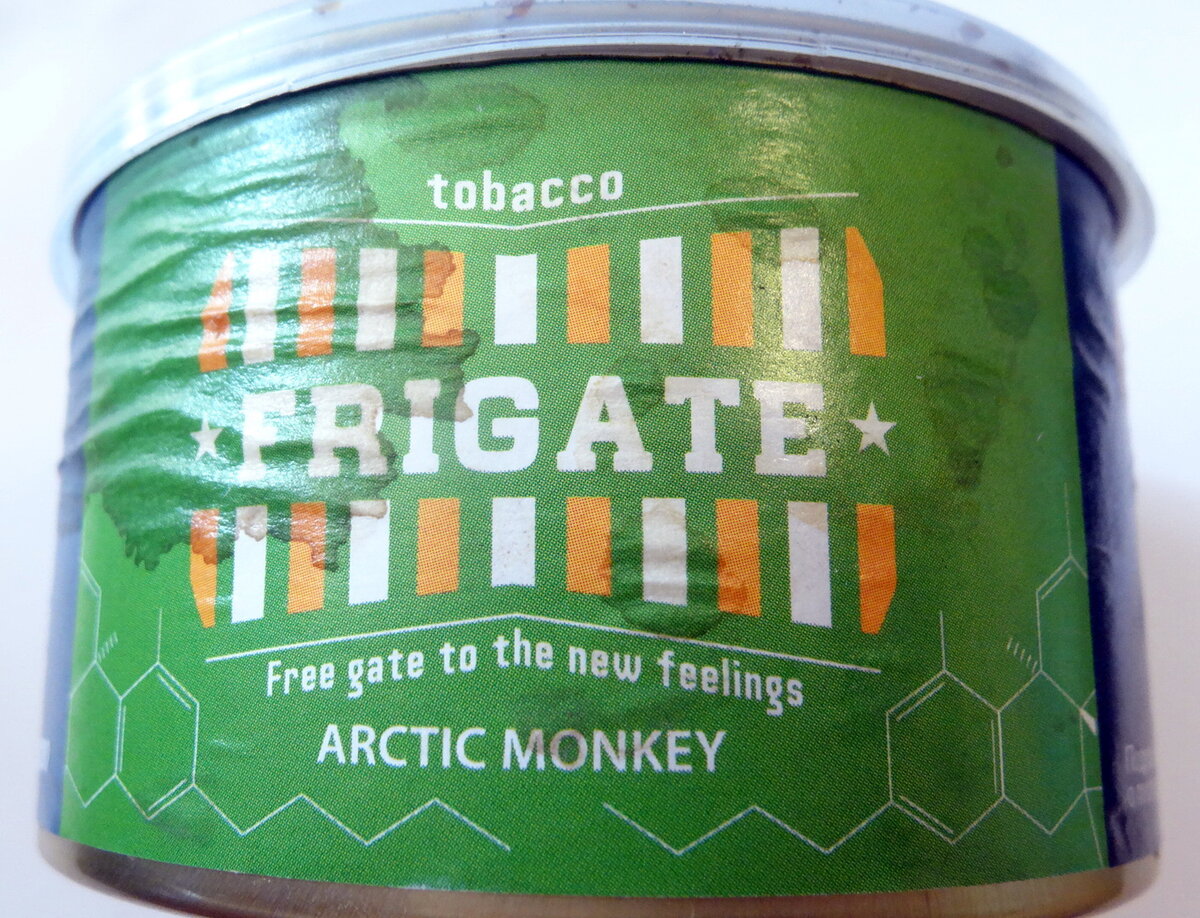 tobacco
FRIGATE
Free gate to the new feelings
ARCTIC MONKEY